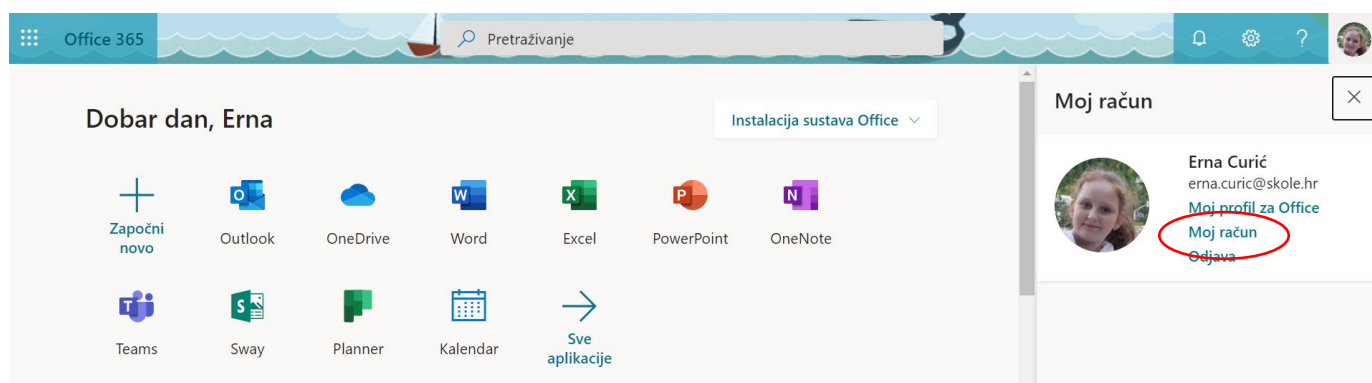 Office 365
Pretraživanje
?
Dobar dan, Erna
Instalacija sustava Office
Započni
novo
Outlook
OneDrive
Word
Excel
PowerPoint
OneNote
Teams
Sway
Planner
Kalendar
Sve
aplikacije
Moj račun
Erna Curić
erna.curic@skole.hr
Moj profil za Office
Moj račun
Odjava